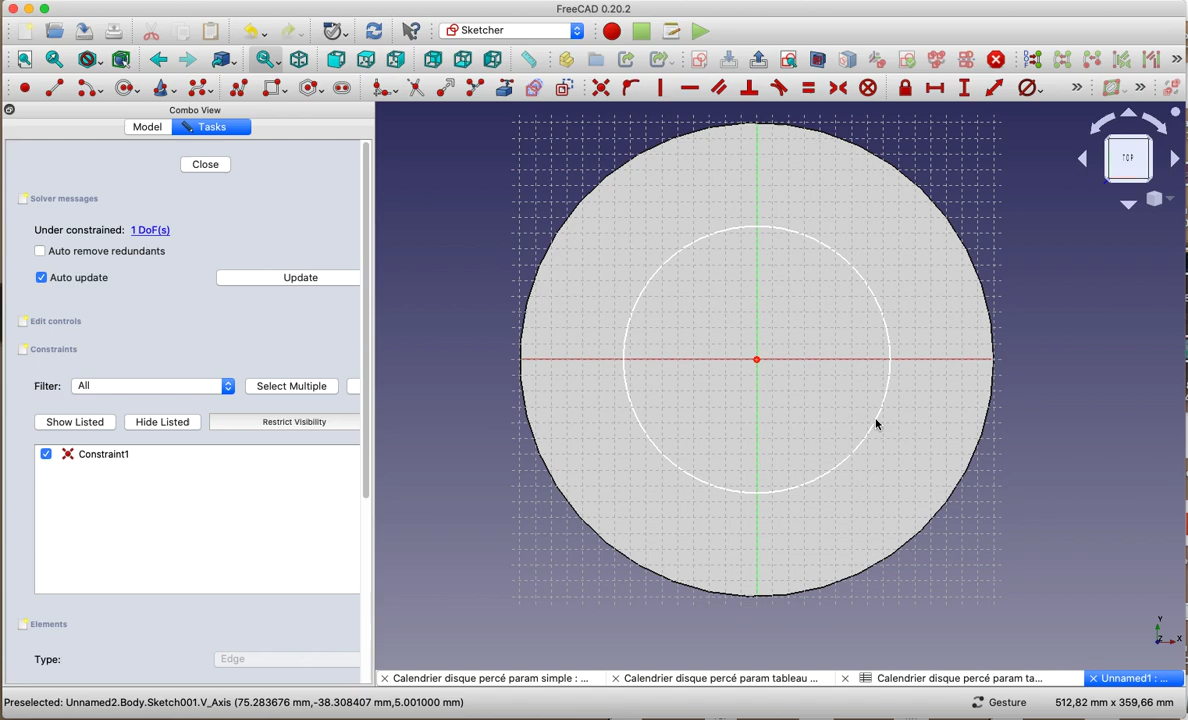 FreeCAD 0.20.2
Sketcher
Combo View
Model
Tasks
Close
Solver messages
Under constrained: 1 DoF(s)
Auto remove redundants
Auto update
Update
Edit controls
Constraints
Filter:
All
Select Multiple
Show Listed
Hide Listed
Restrict Visibility
Constraint1
Elements
Type:
Edge
TOP
Y
Z
X
Calendrier disque percé param simple : ...
Calendrier disque percé param tableau ...
Calendrier disque percé param ta...
Unnamed1 : ...
Preselected: Unnamed2.Body.Sketch001.V_Axis (75.283676 mm,-38.308407 mm,5.001000 mm)
Gesture
512,82 mm x 359,66 mm